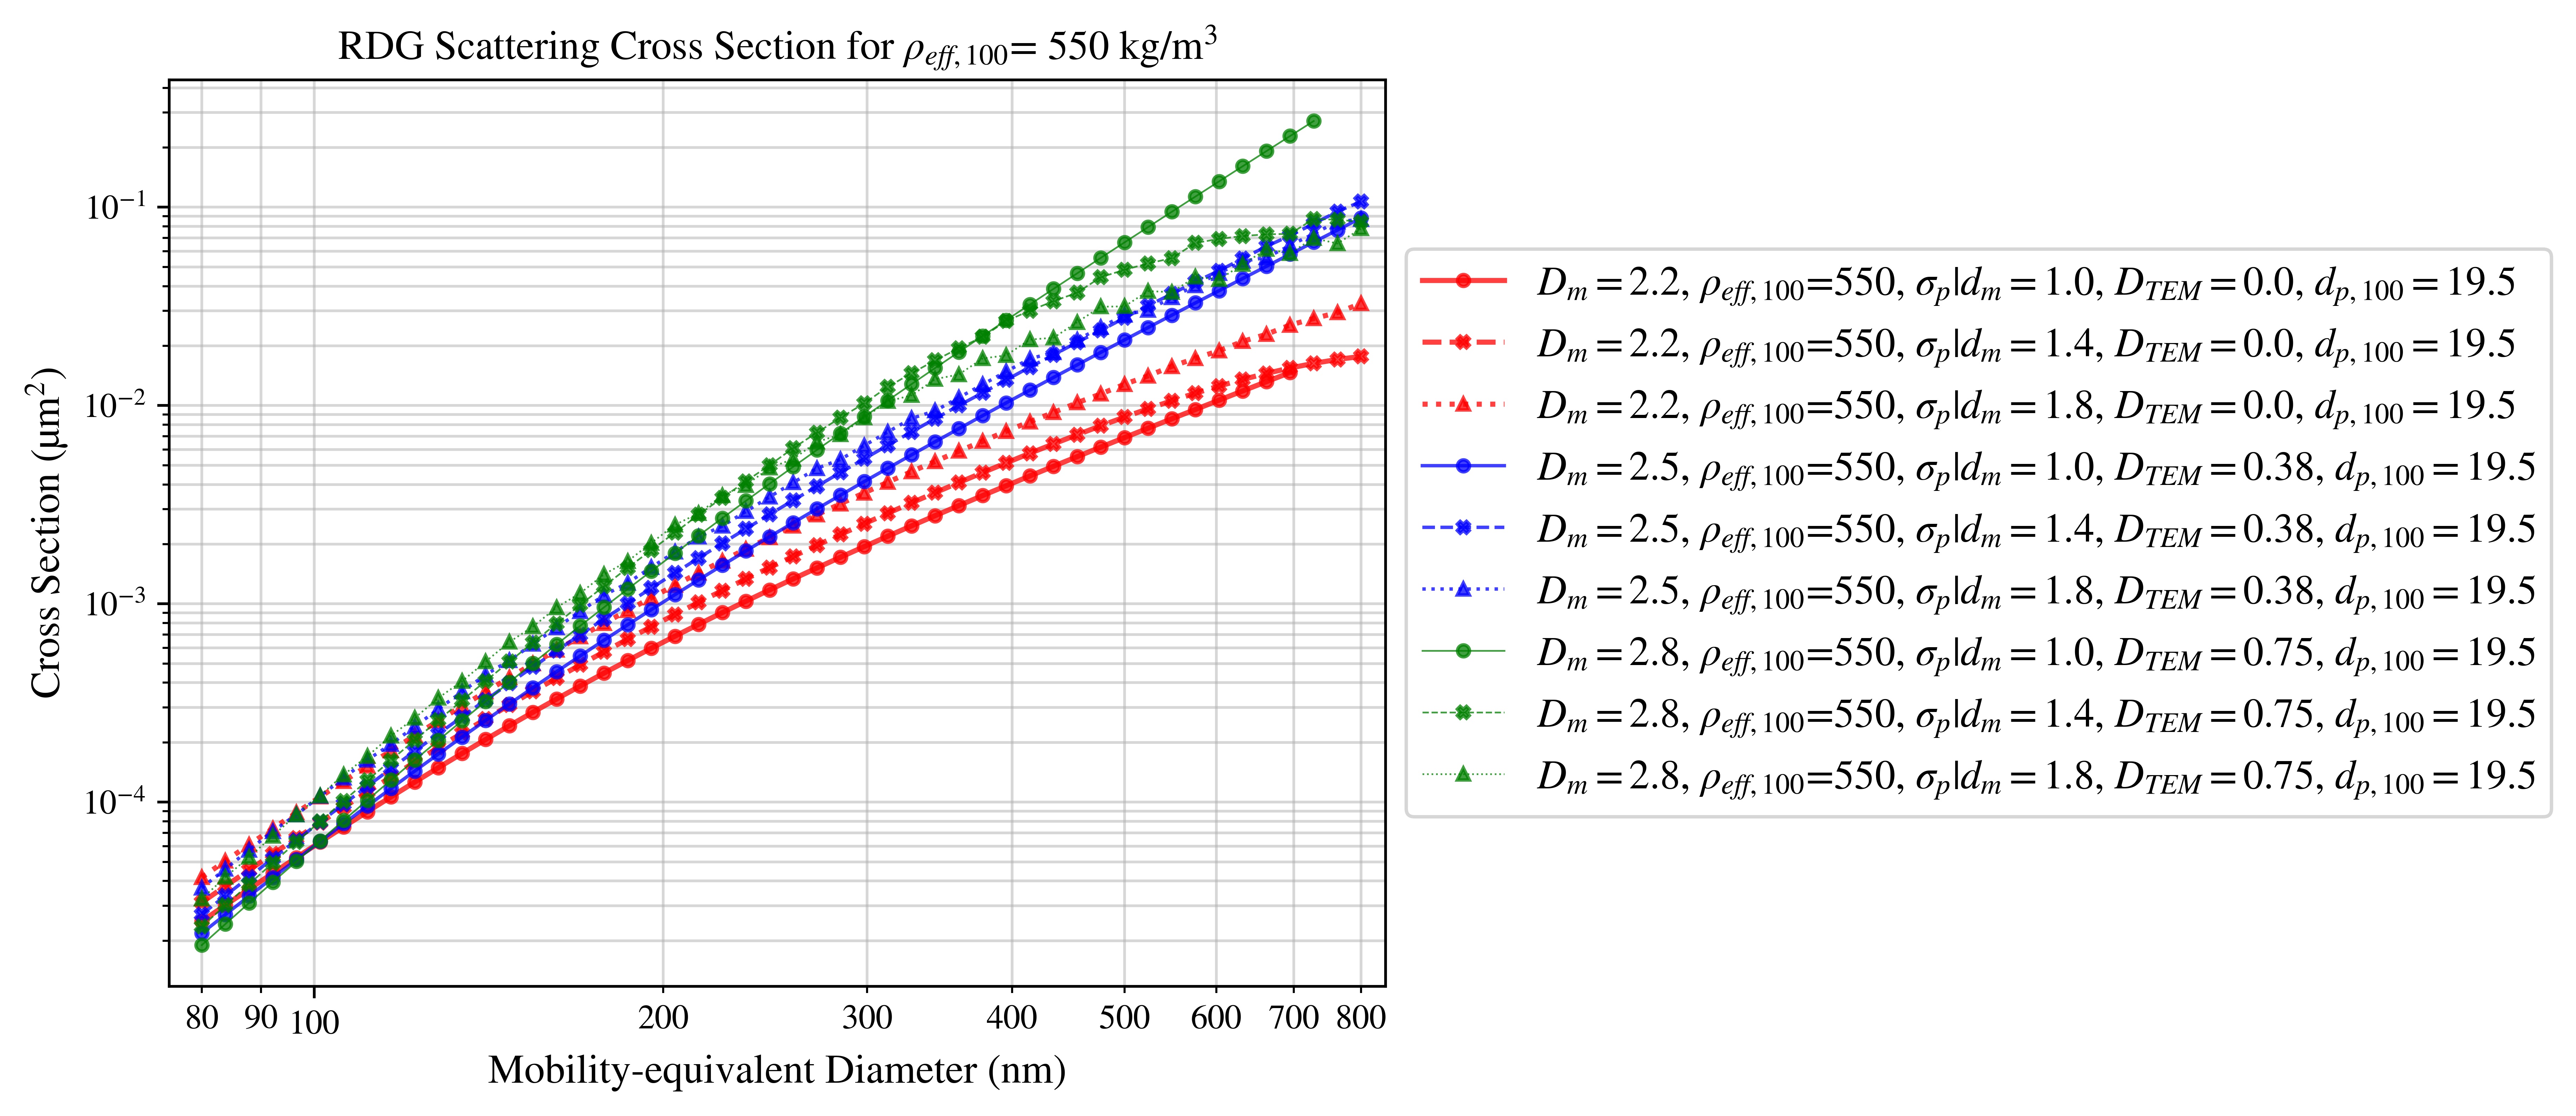 RDG Scattering Cross Section for ρeff,100= 550 kg/m³
Cross Section (μm²)
10⁻¹
10⁻²
10⁻³
10⁻⁴
80 90 100 200 300 400 500 600 700 800
Mobility-equivalent Diameter (nm)
Dm = 2.2, ρeff,100=550, σp|dm = 1.0, DTEM = 0.0, dp,100 = 19.5
Dm = 2.2, ρeff,100=550, σp|dm = 1.4, DTEM = 0.0, dp,100 = 19.5
Dm = 2.2, ρeff,100=550, σp|dm = 1.8, DTEM = 0.0, dp,100 = 19.5
Dm = 2.5, ρeff,100=550, σp|dm = 1.0, DTEM = 0.38, dp,100 = 19.5
Dm = 2.5, ρeff,100=550, σp|dm = 1.4, DTEM = 0.38, dp,100 = 19.5
Dm = 2.5, ρeff,100=550, σp|dm = 1.8, DTEM = 0.38, dp,100 = 19.5
Dm = 2.8, ρeff,100=550, σp|dm = 1.0, DTEM = 0.75, dp,100 = 19.5
Dm = 2.8, ρeff,100=550, σp|dm = 1.4, DTEM = 0.75, dp,100 = 19.5
Dm = 2.8, ρeff,100=550, σp|dm = 1.8, DTEM = 0.75, dp,100 = 19.5